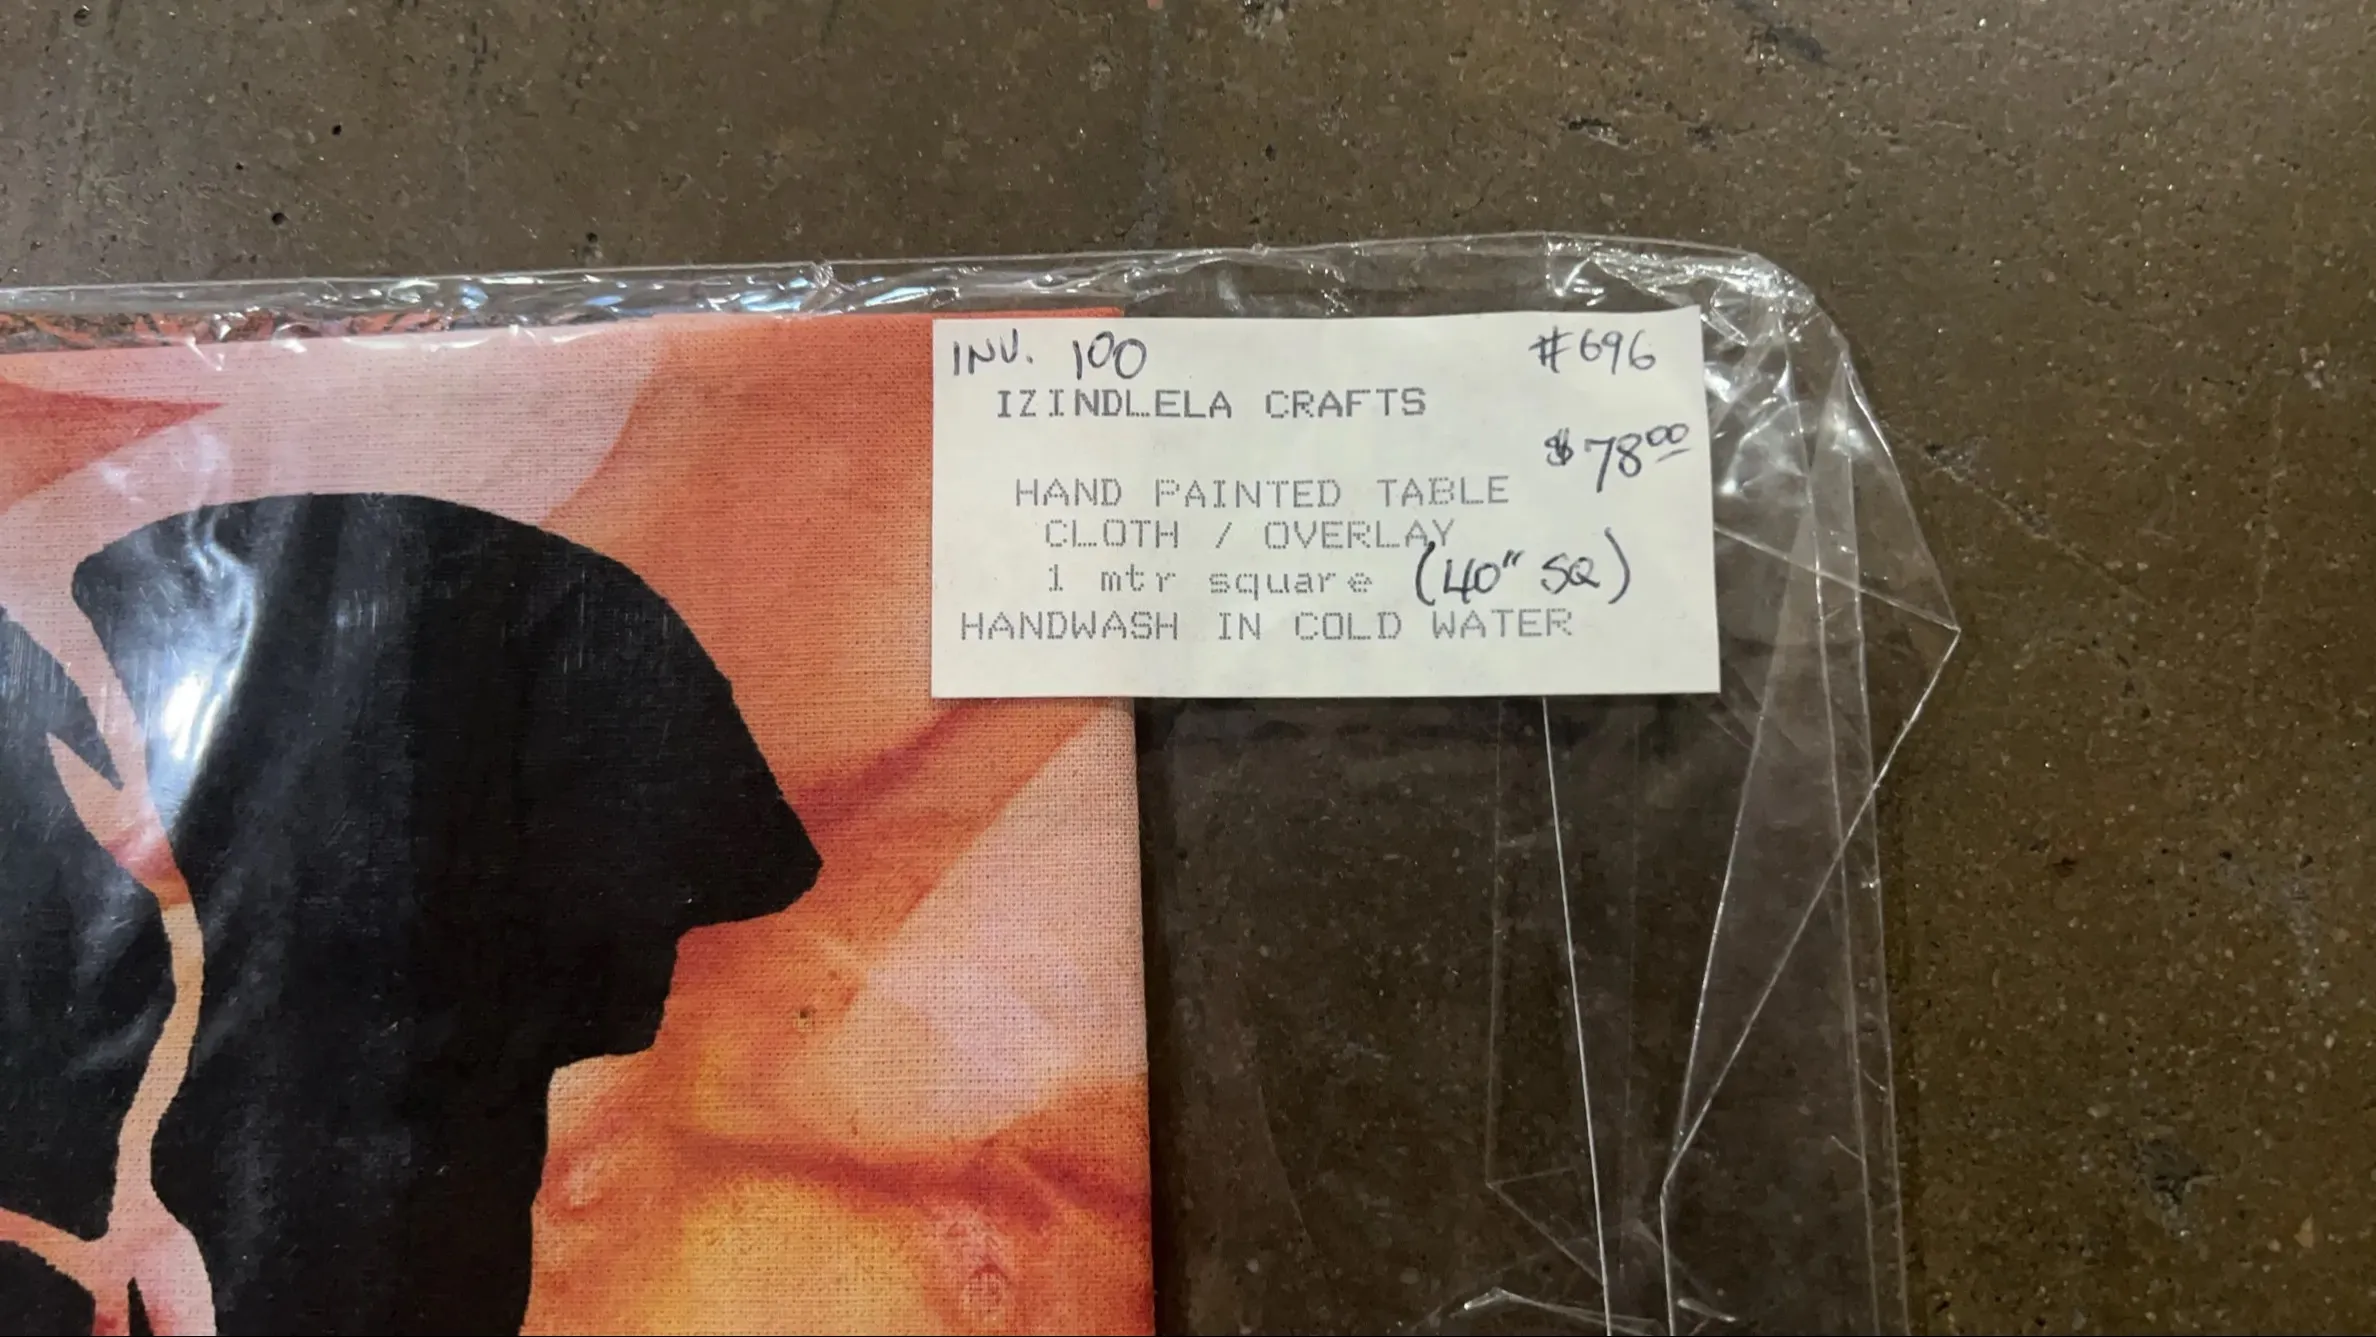 INV. 100 #696
IZINDLELA CRAFTS
$78.00
HAND PAINTED TABLE
CLOTH / OVERLAY
1 mtr square (40" SQ)
HANDWASH IN COLD WATER